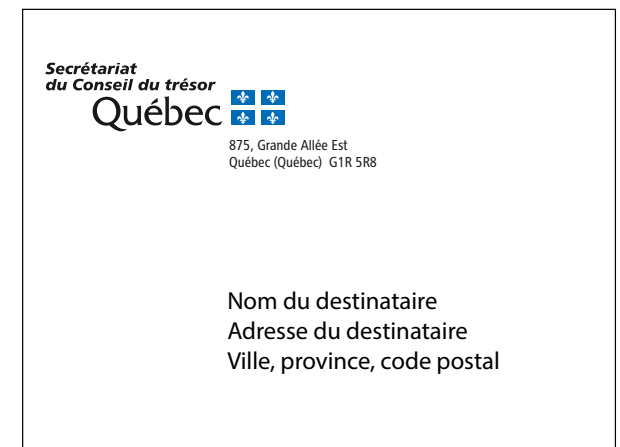 Secrétariat
du Conseil du trésor
Québec
875, Grande Allée Est
Québec (Québec)  G1R 5R8
Nom du destinataire
Adresse du destinataire
Ville, province, code postal